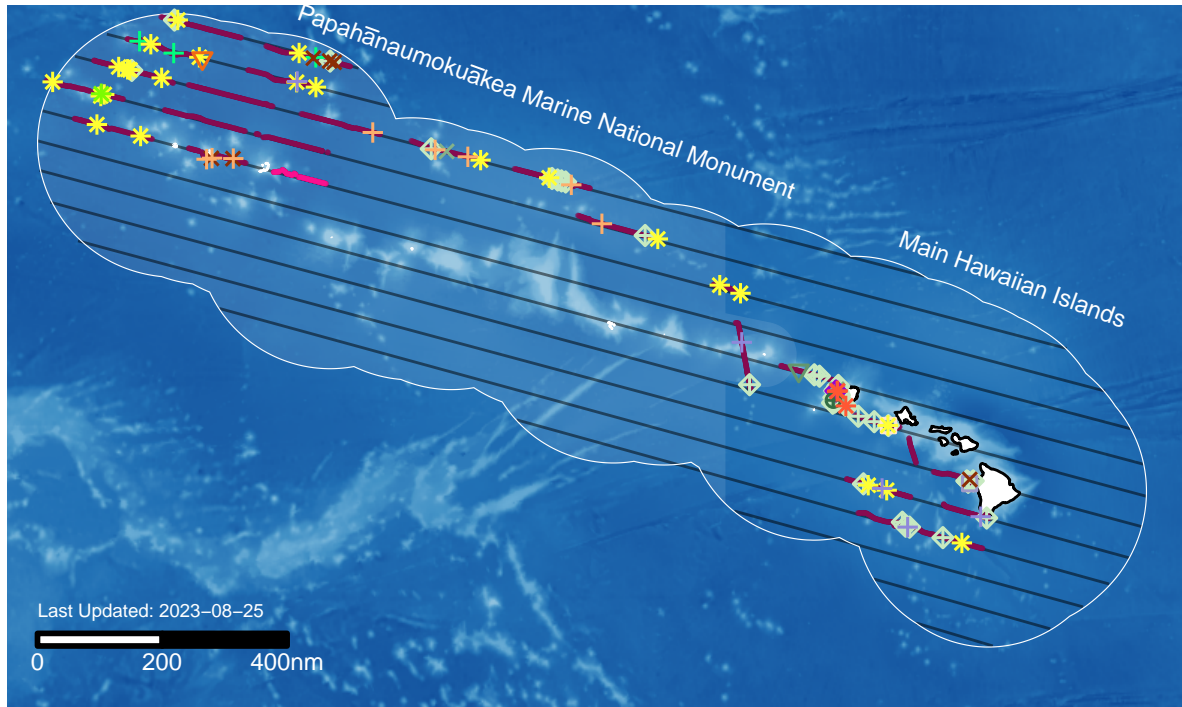 Papahānaumokuākea Marine National Monument
Main Hawaiian Islands
Last Updated: 2023−08−25
0 200 400nm